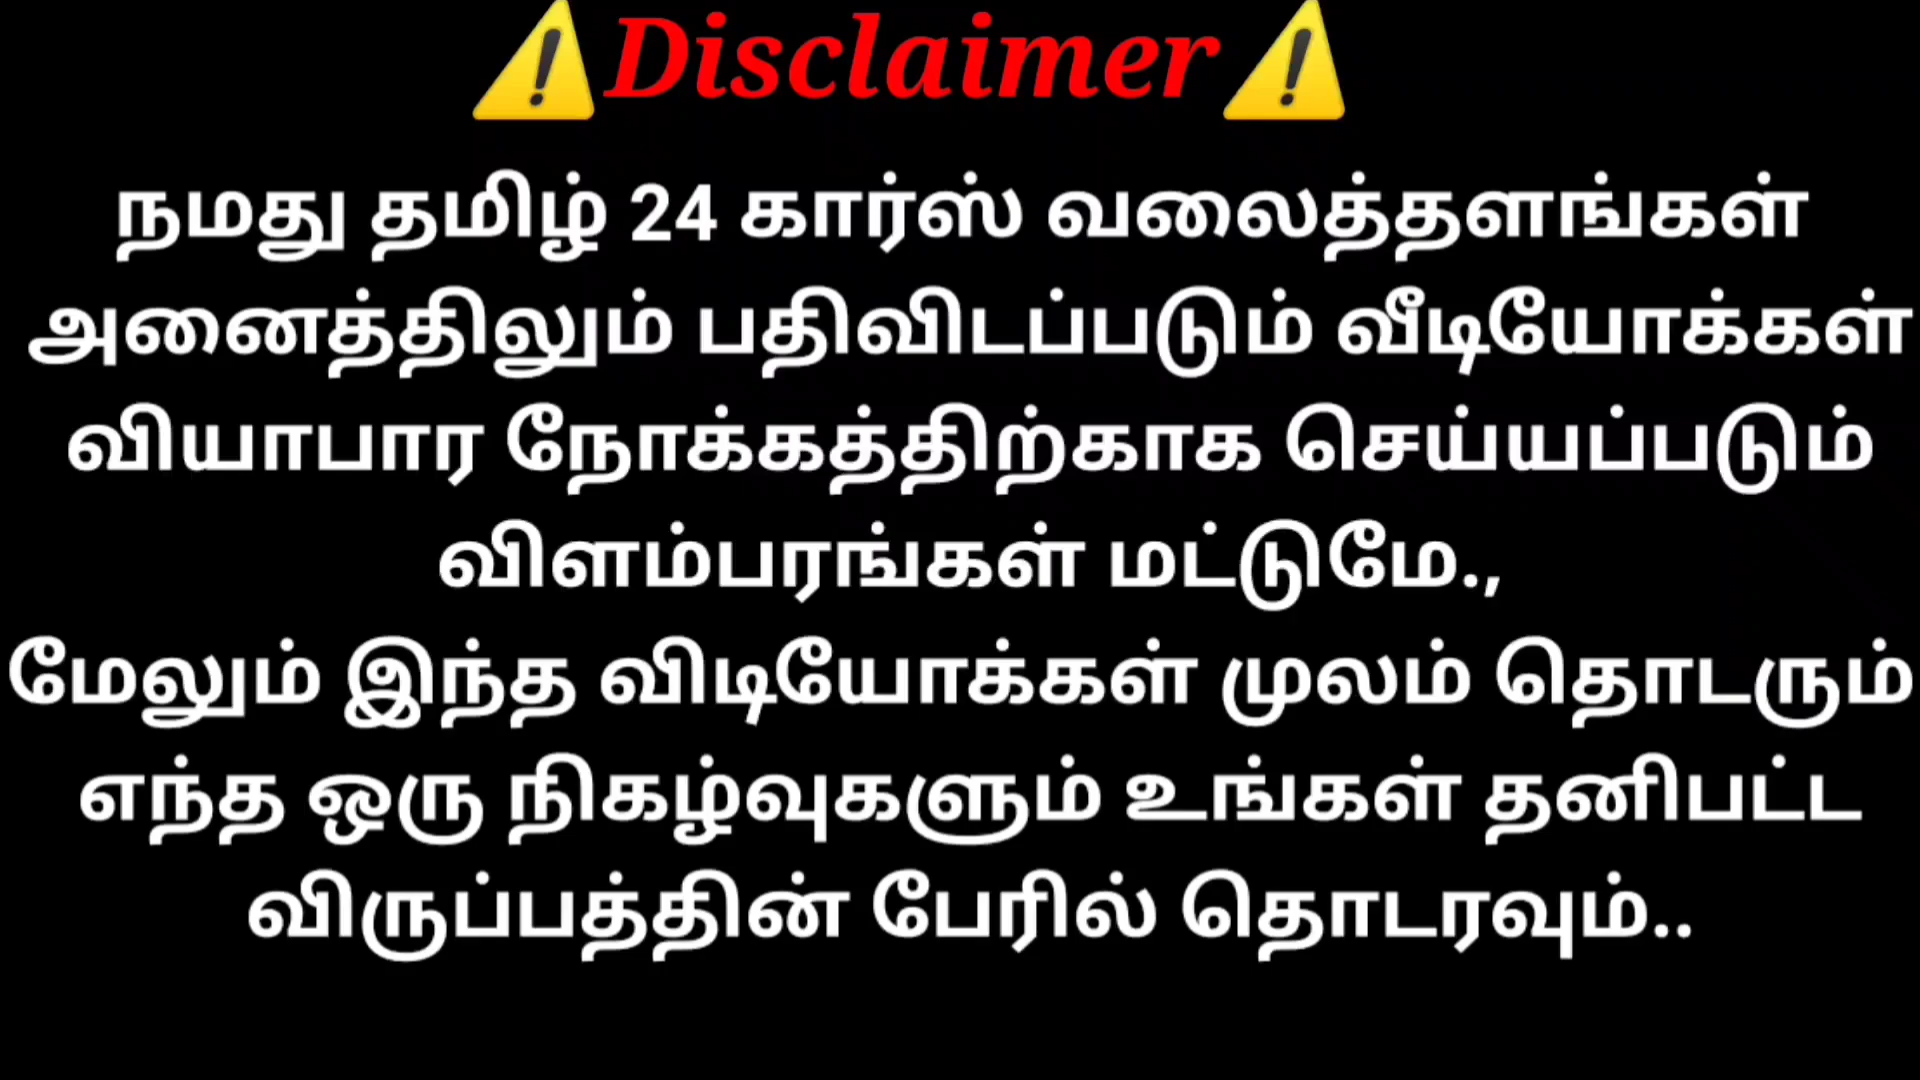 ⚠️Disclaimer⚠️
நமது தமிழ் 24 கார்ஸ் வலைத்தளங்கள்
அனைத்திலும் பதிவிடப்படும் வீடியோக்கள்
வியாபார நோக்கத்திற்காக செய்யப்படும்
விளம்பரங்கள் மட்டுமே.,
மேலும் இந்த விடியோக்கள் முலம் தொடரும்
எந்த ஒரு நிகழ்வுகளும் உங்கள் தனிபட்ட
விருப்பத்தின் பேரில் தொடரவும்..